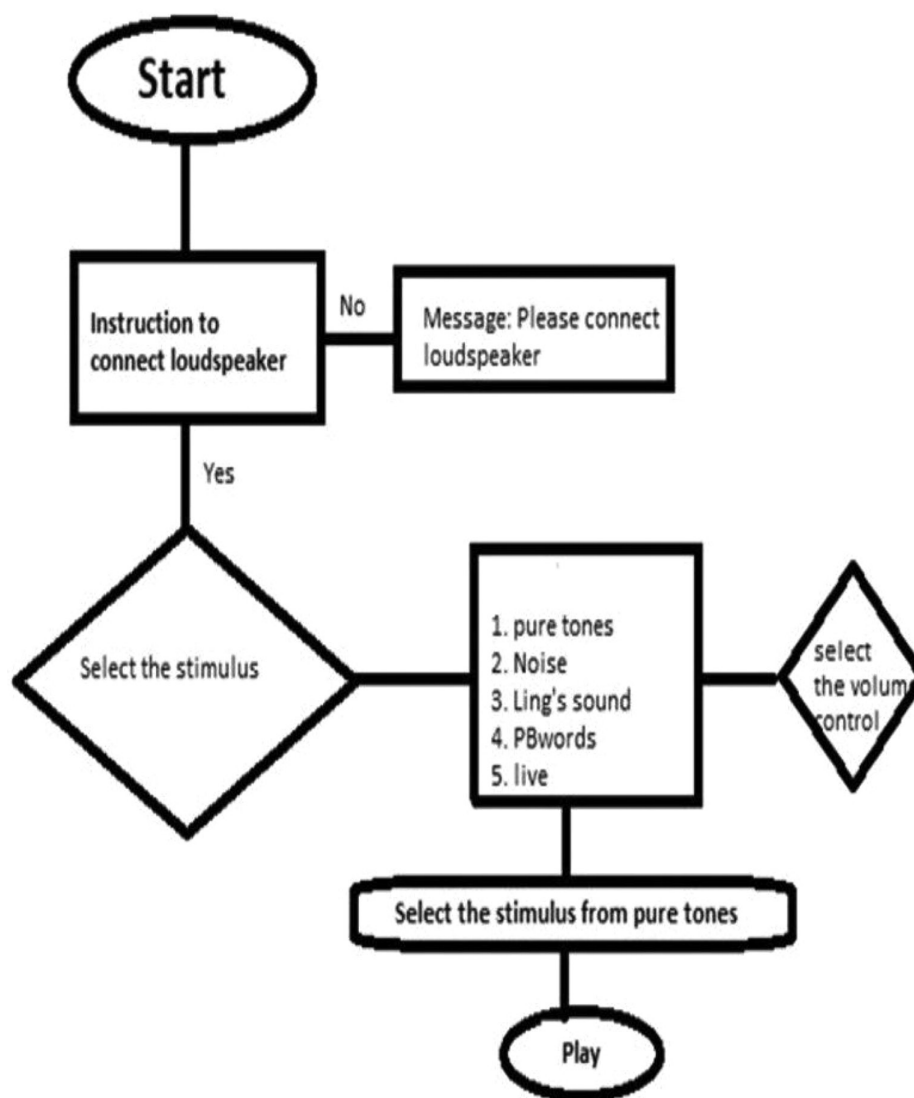 Start
Instruction to
connect loudspeaker
No
Message: Please connect
loudspeaker
Yes
Select the stimulus
1. pure tones
2. Noise
3. Ling's sound
4. PBwords
5. live
select
the volum
control
Select the stimulus from pure tones
Play